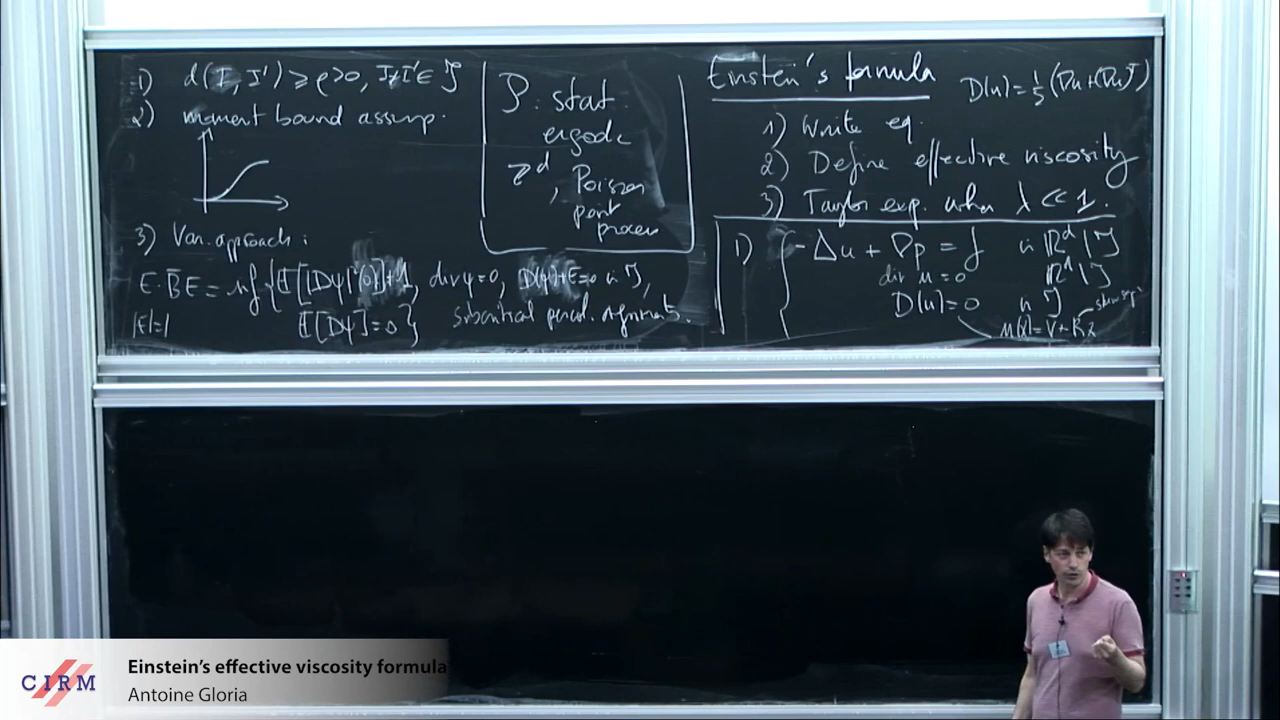 1) d(I, I') ≥ ρ>0, I≠I'∈ 𝒥
2) moment bound assump.
3) Var. approach :
E·B̄E = inf{𝔼[|Dψ|²(0)]+1, div ψ=0, D(ψ)+E=0 in 𝒥,
|E|=1 𝔼[Dψ]=0} subcritical percol. arguments.
𝒫: stat.
ergodic
ℤᵈ, Poisson
point
process
Einstein's formula
D(u)=½(∇u+(∇u)ᵀ)
1) Write eq.
2) Define effective viscosity
3) Taylor exp. when λ << 1.
1) -Δu + ∇p = f in ℝᵈ\𝒥
div u = 0 ℝᵈ\𝒥
D(u)=0 in 𝒥
u(x)=V+Rx
CIRM
Einstein's effective viscosity formula
Antoine Gloria